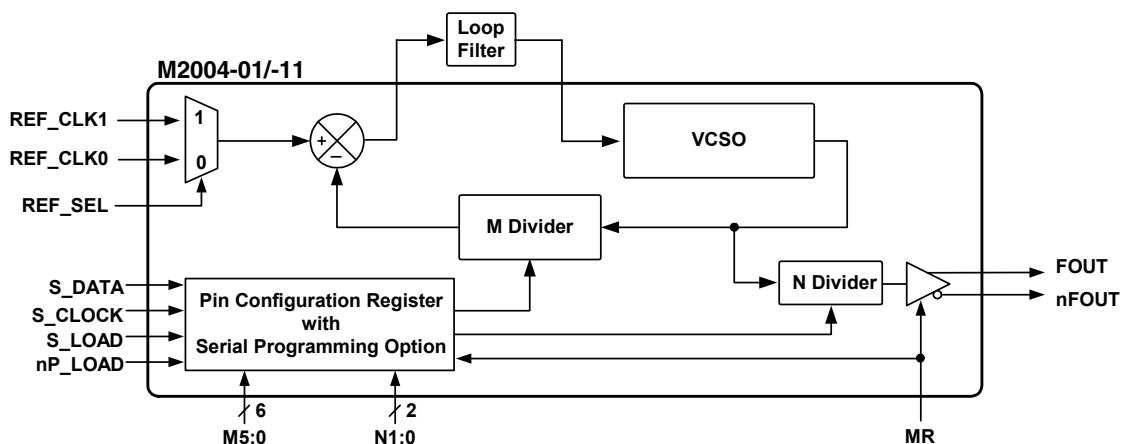 Loop
Filter
M2004-01/-11
REF_CLK1
1
VCSO
+
REF_CLK0
0
−
REF_SEL
M Divider
FOUT
S_DATA
N Divider
Pin Configuration Register
nFOUT
S_CLOCK
with
S_LOAD
Serial Programming Option
nP_LOAD
6
2
M5:0
N1:0
MR